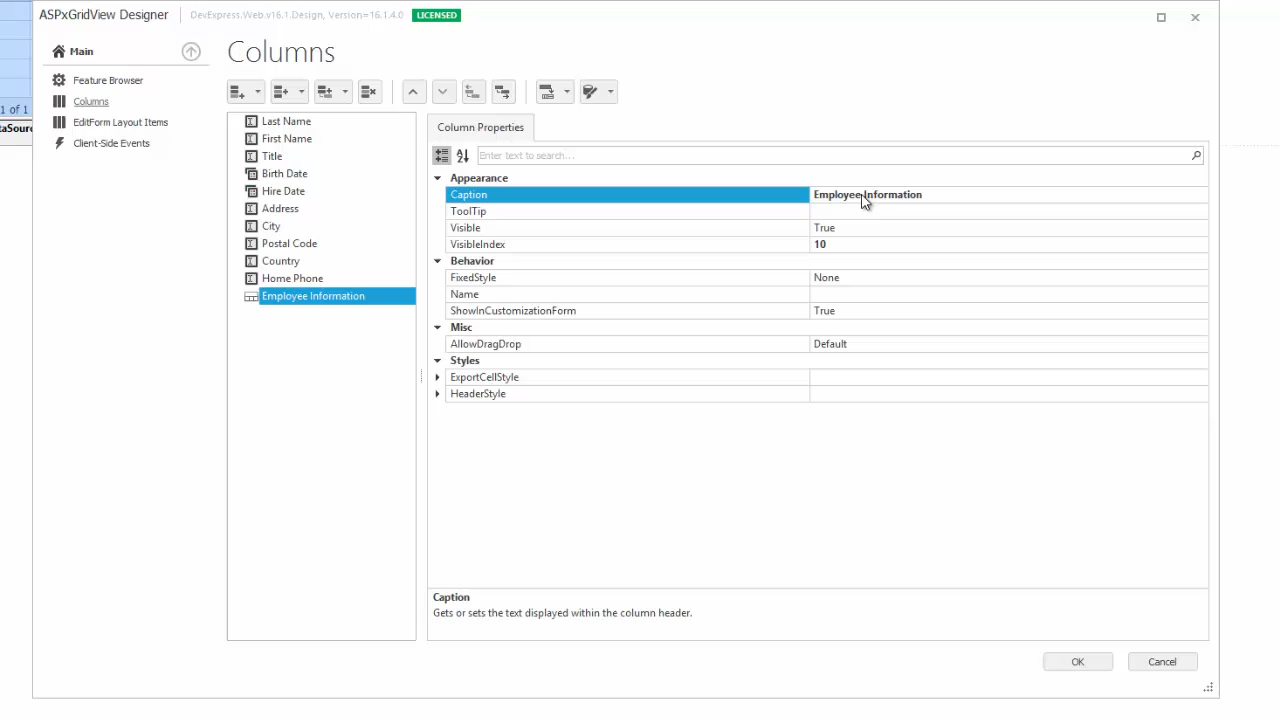 ASPxGridView Designer
DevExpress.Web.v16.1.Design, Version=16.1.4.0
LICENSED
Main
Feature Browser
Columns
EditForm Layout Items
Client-Side Events
1 of 1
taSourc
Columns
Last Name
First Name
Title
Birth Date
Hire Date
Address
City
Postal Code
Country
Home Phone
Employee Information
Column Properties
Enter text to search...
Appearance
Caption Employee Information
ToolTip
Visible True
VisibleIndex 10
Behavior
FixedStyle None
Name
ShowInCustomizationForm True
Misc
AllowDragDrop Default
Styles
ExportCellStyle
HeaderStyle
Caption
Gets or sets the text displayed within the column header.
OK Cancel